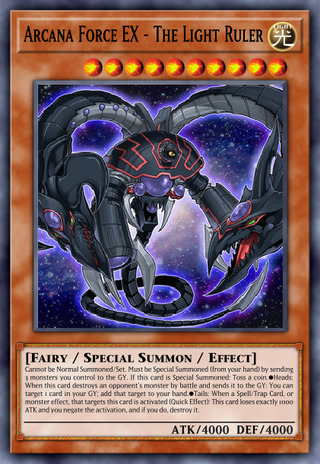 Arcana Force EX - The Light Ruler
LIGHT
光
[Fairy / Special Summon / Effect]
Cannot be Normal Summoned/Set. Must be Special Summoned (from your hand) by sending
3 monsters you control to the GY. If this card is Special Summoned: Toss a coin.●Heads:
When this card destroys an opponent's monster by battle and sends it to the GY: You can
target 1 card in your GY; add that target to your hand.●Tails: When a Spell/Trap Card, or
monster effect, that targets this card is activated (Quick Effect): This card loses exactly 1000
ATK and you negate the activation, and if you do, destroy it.
ATK/4000 DEF/4000